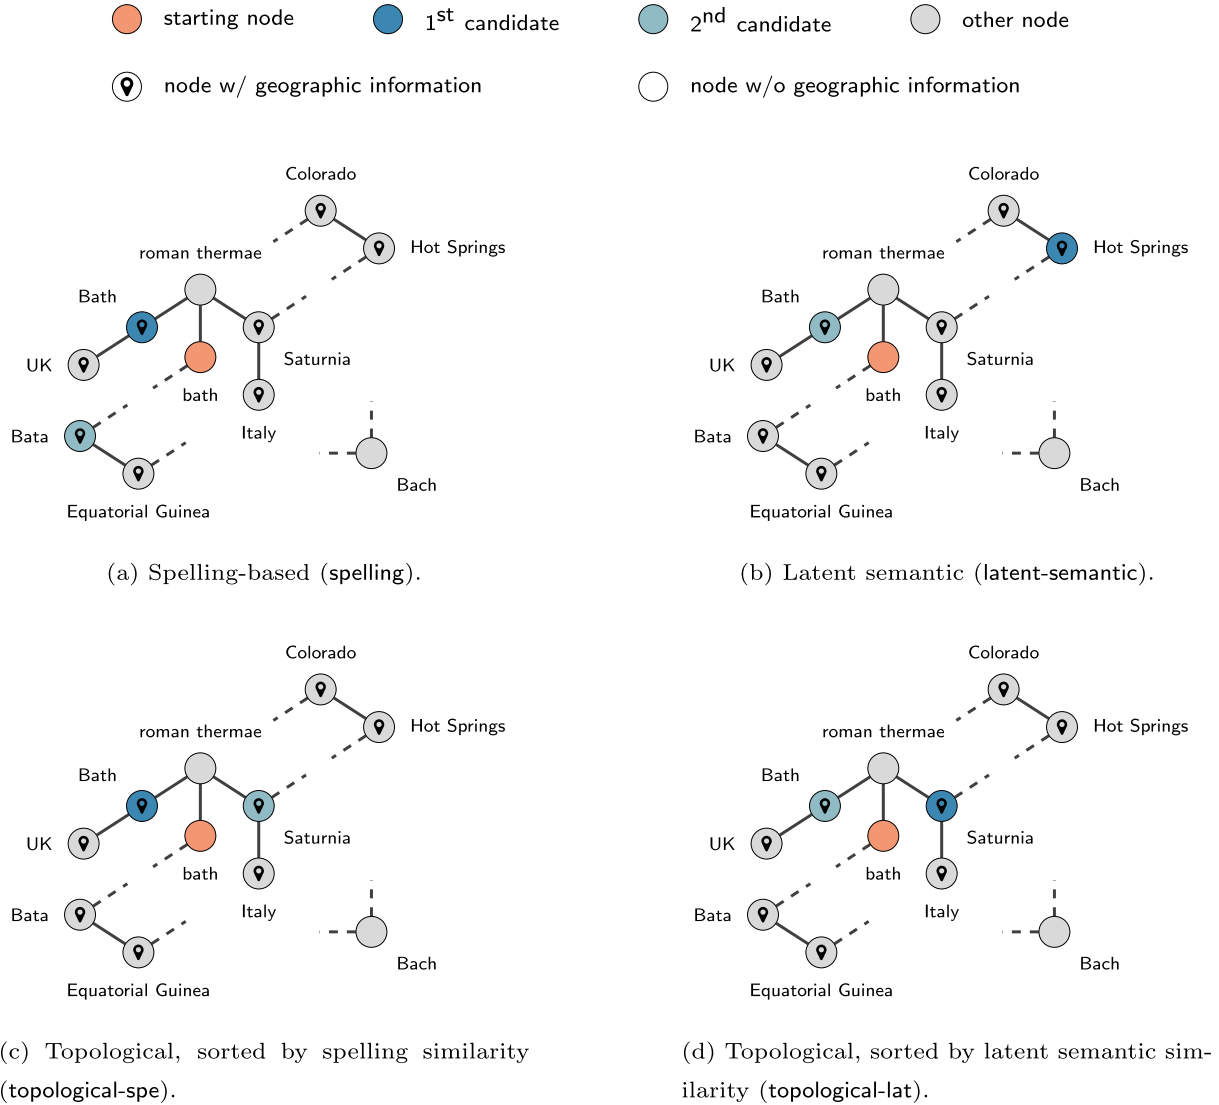 starting node
1st candidate
2nd candidate
other node
node w/ geographic information
node w/o geographic information
Colorado
Hot Springs
roman thermae
Bath
UK
Saturnia
bath
Bata
Italy
Bach
Equatorial Guinea
(a) Spelling-based (spelling).
Colorado
Hot Springs
roman thermae
Bath
UK
Saturnia
bath
Bata
Italy
Bach
Equatorial Guinea
(b) Latent semantic (latent-semantic).
Colorado
Hot Springs
roman thermae
Bath
UK
Saturnia
bath
Bata
Italy
Bach
Equatorial Guinea
(c) Topological, sorted by spelling similarity
(topological-spe).
Colorado
Hot Springs
roman thermae
Bath
UK
Saturnia
bath
Bata
Italy
Bach
Equatorial Guinea
(d) Topological, sorted by latent semantic sim-
ilarity (topological-lat).